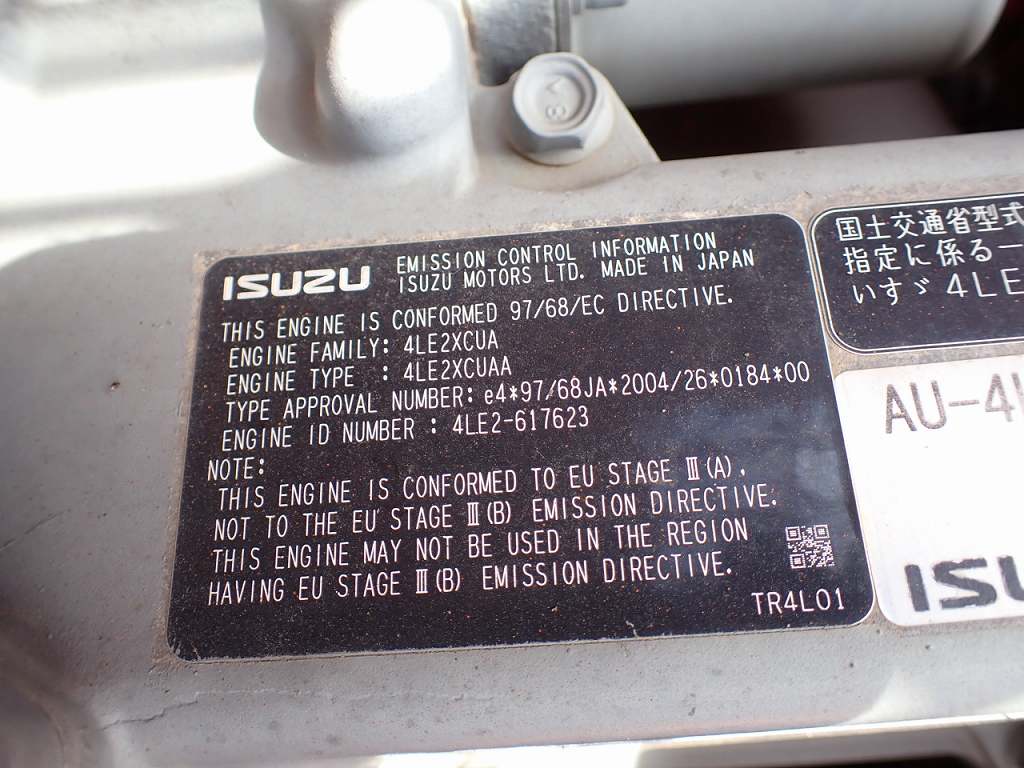 ISUZU
EMISSION CONTROL INFORMATION
ISUZU MOTORS LTD. MADE IN JAPAN
THIS ENGINE IS CONFORMED 97/68/EC DIRECTIVE.
ENGINE FAMILY: 4LE2XCUA
ENGINE TYPE : 4LE2XCUAA
TYPE APPROVAL NUMBER: e4*97/68JA*2004/26*0184*00
ENGINE ID NUMBER : 4LE2-617623
NOTE:
THIS ENGINE IS CONFORMED TO EU STAGE Ⅲ(A),
NOT TO THE EU STAGE Ⅲ(B) EMISSION DIRECTIVE.
THIS ENGINE MAY NOT BE USED IN THE REGION
HAVING EU STAGE Ⅲ(B) EMISSION DIRECTIVE.
TR4L01
国土交通省型式
指定に係る一
いすゞ 4LE
AU-4
ISU
8